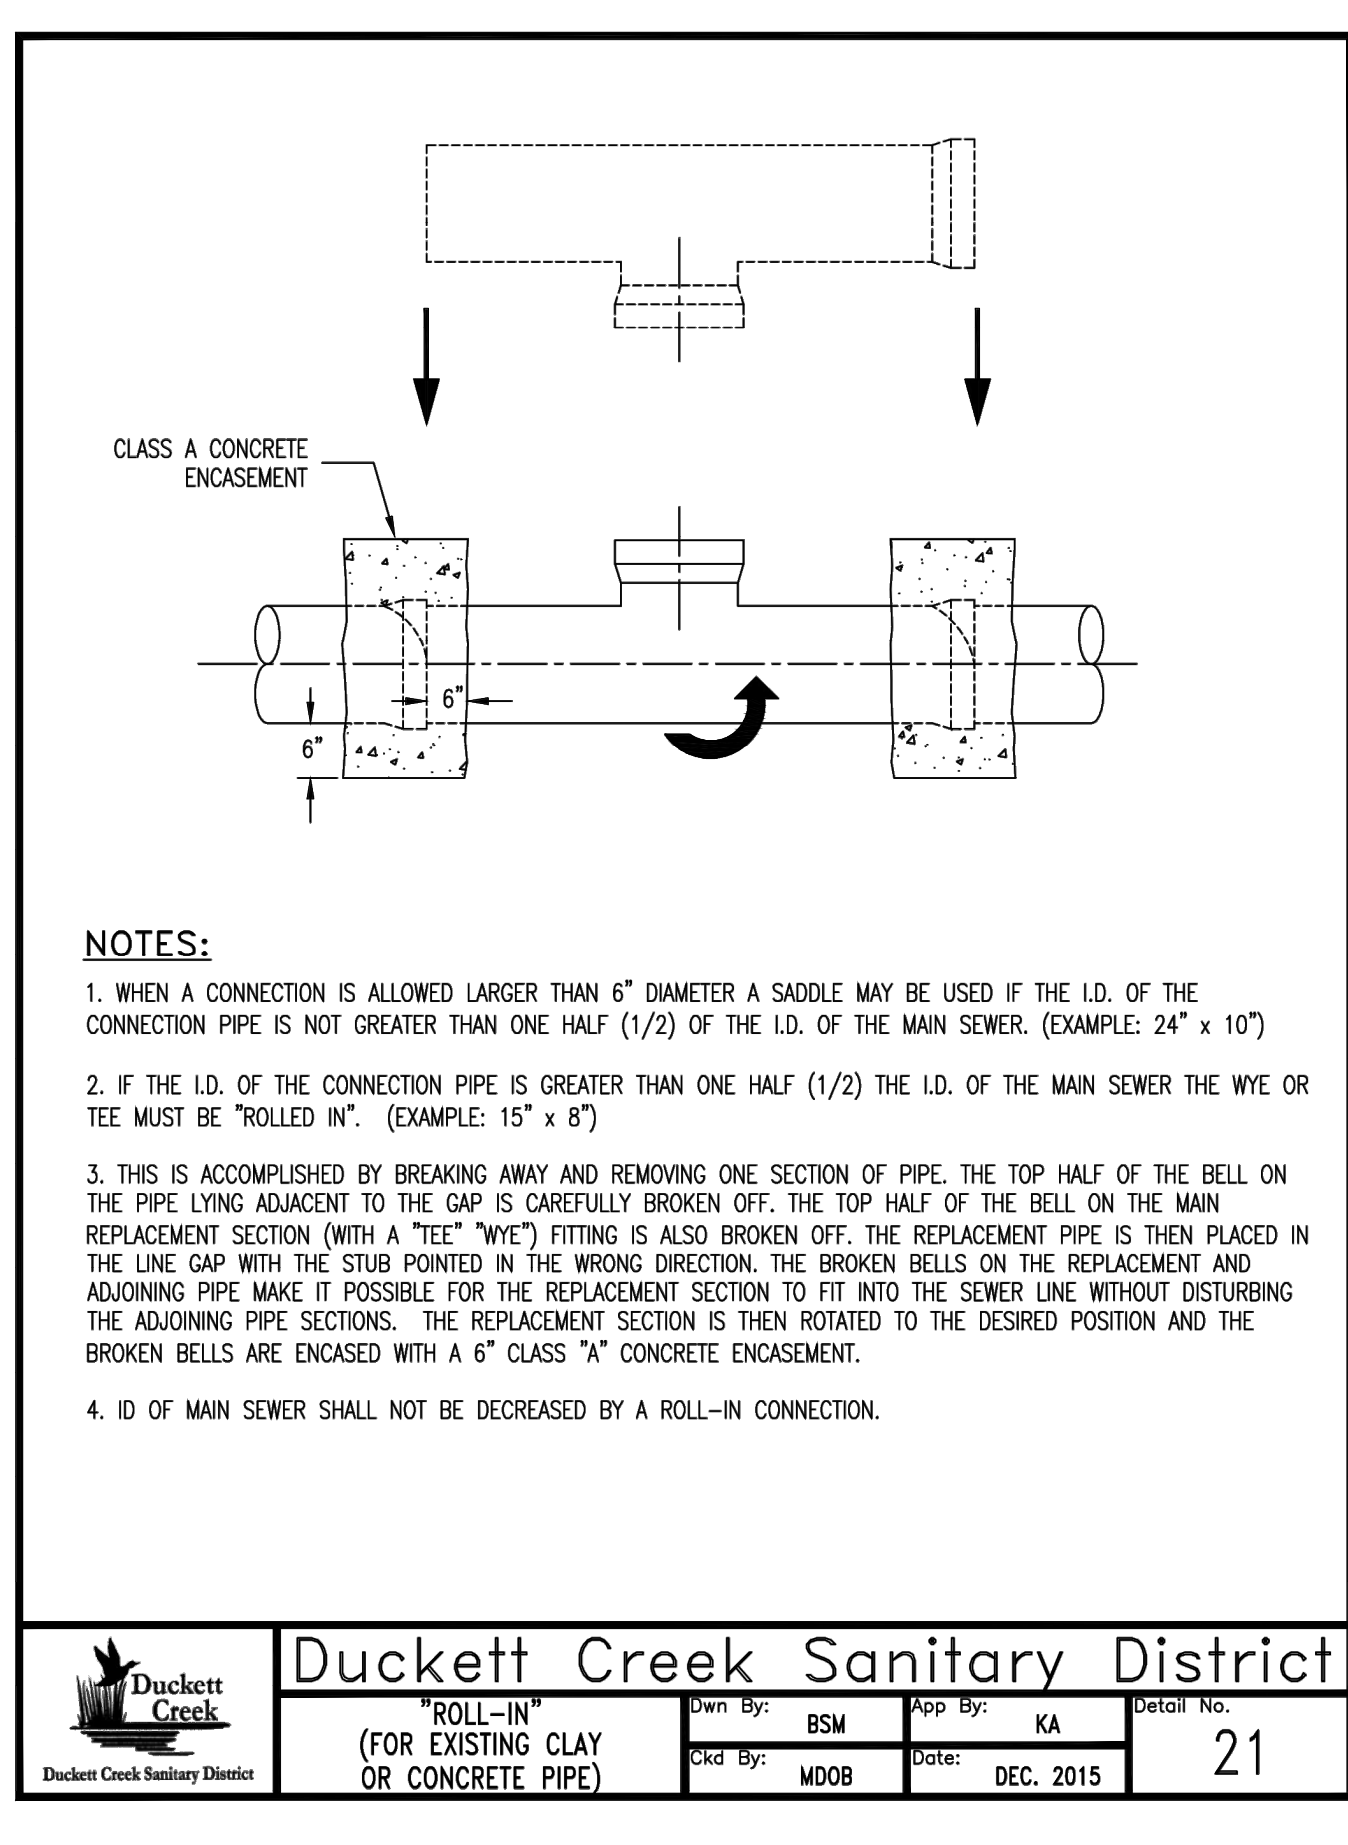 CLASS A CONCRETE
ENCASEMENT
6"
6"
NOTES:
1. WHEN A CONNECTION IS ALLOWED LARGER THAN 6" DIAMETER A SADDLE MAY BE USED IF THE I.D. OF THE
CONNECTION PIPE IS NOT GREATER THAN ONE HALF (1/2) OF THE I.D. OF THE MAIN SEWER. (EXAMPLE: 24" x 10")
2. IF THE I.D. OF THE CONNECTION PIPE IS GREATER THAN ONE HALF (1/2) THE I.D. OF THE MAIN SEWER THE WYE OR
TEE MUST BE "ROLLED IN". (EXAMPLE: 15" x 8")
3. THIS IS ACCOMPLISHED BY BREAKING AWAY AND REMOVING ONE SECTION OF PIPE. THE TOP HALF OF THE BELL ON
THE PIPE LYING ADJACENT TO THE GAP IS CAREFULLY BROKEN OFF. THE TOP HALF OF THE BELL ON THE MAIN
REPLACEMENT SECTION (WITH A "TEE" "WYE") FITTING IS ALSO BROKEN OFF. THE REPLACEMENT PIPE IS THEN PLACED IN
THE LINE GAP WITH THE STUB POINTED IN THE WRONG DIRECTION. THE BROKEN BELLS ON THE REPLACEMENT AND
ADJOINING PIPE MAKE IT POSSIBLE FOR THE REPLACEMENT SECTION TO FIT INTO THE SEWER LINE WITHOUT DISTURBING
THE ADJOINING PIPE SECTIONS. THE REPLACEMENT SECTION IS THEN ROTATED TO THE DESIRED POSITION AND THE
BROKEN BELLS ARE ENCASED WITH A 6" CLASS "A" CONCRETE ENCASEMENT.
4. ID OF MAIN SEWER SHALL NOT BE DECREASED BY A ROLL-IN CONNECTION.
Duckett
Creek
Duckett Creek Sanitary District
Duckett Creek Sanitary District
"ROLL-IN"
(FOR EXISTING CLAY
OR CONCRETE PIPE)
Dwn By:
BSM
App By:
KA
Ckd By:
MDOB
Date:
DEC. 2015
Detail No.
21